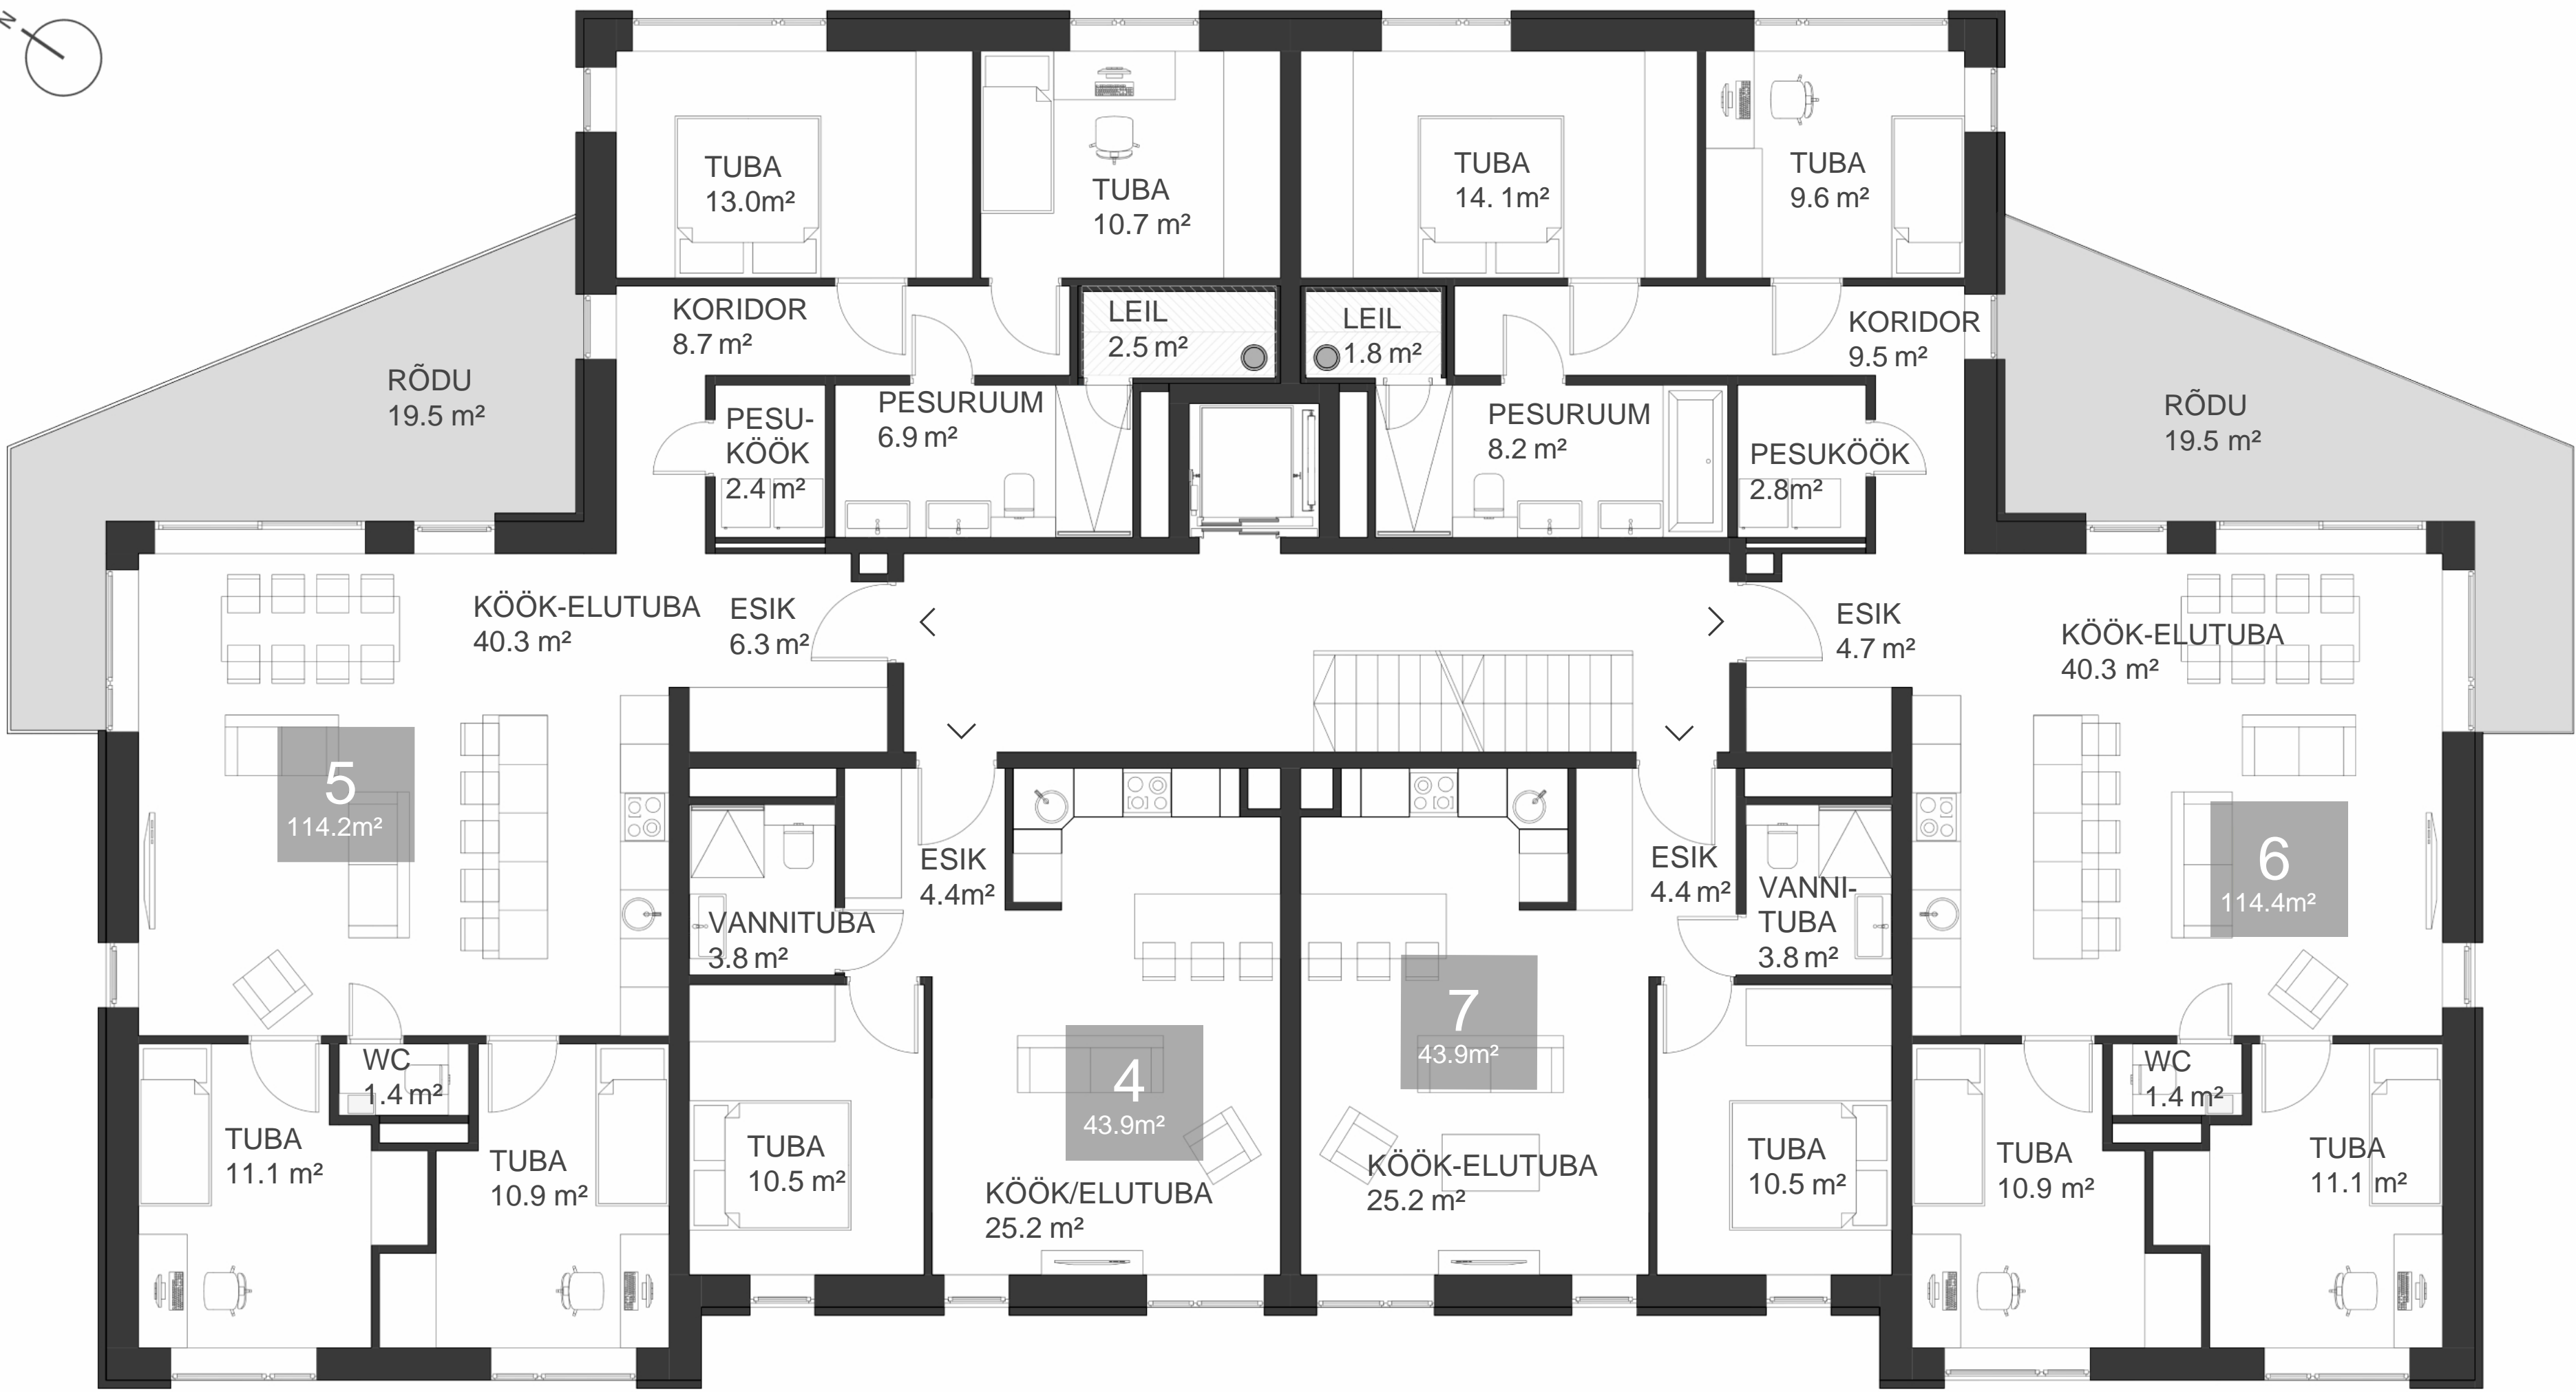 N
TUBA
13.0m²
TUBA
10.7 m²
TUBA
14. 1m²
TUBA
9.6 m²
KORIDOR
8.7 m²
LEIL
2.5 m²
LEIL
1.8 m²
KORIDOR
9.5 m²
RÕDU
19.5 m²
PESU-
KÖÖK
2.4 m²
PESURUUM
6.9 m²
PESURUUM
8.2 m²
PESUKÖÖK
2.8m²
RÕDU
19.5 m²
KÖÖK-ELUTUBA
40.3 m²
ESIK
6.3 m²
ESIK
4.7 m²
KÖÖK-ELUTUBA
40.3 m²
5
114.2m²
ESIK
4.4m²
ESIK
4.4 m²
6
114.4m²
VANNITUBA
3.8 m²
VANNI-
TUBA
3.8 m²
7
43.9m²
4
43.9m²
WC
1.4 m²
WC
1.4 m²
TUBA
11.1 m²
TUBA
10.9 m²
TUBA
10.5 m²
KÖÖK/ELUTUBA
25.2 m²
KÖÖK-ELUTUBA
25.2 m²
TUBA
10.5 m²
TUBA
10.9 m²
TUBA
11.1 m²